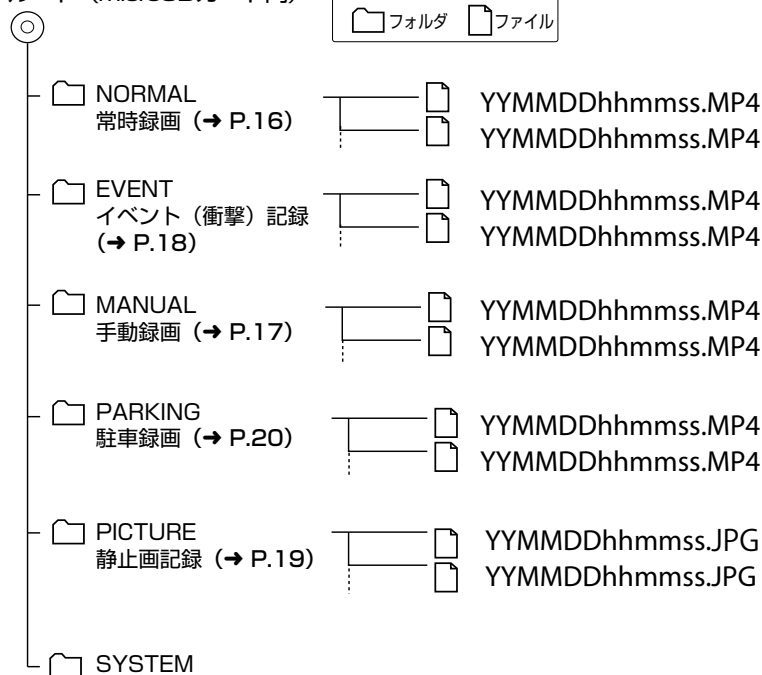 フォルダ ファイル
NORMAL
常時録画（➜ P.16）
YYMMDDhhmmss.MP4
YYMMDDhhmmss.MP4
EVENT
イベント（衝撃）記録
（➜ P.18）
YYMMDDhhmmss.MP4
YYMMDDhhmmss.MP4
MANUAL
手動録画（➜ P.17）
YYMMDDhhmmss.MP4
YYMMDDhhmmss.MP4
PARKING
駐車録画（➜ P.20）
YYMMDDhhmmss.MP4
YYMMDDhhmmss.MP4
PICTURE
静止画記録（➜ P.19）
YYMMDDhhmmss.JPG
YYMMDDhhmmss.JPG
SYSTEM